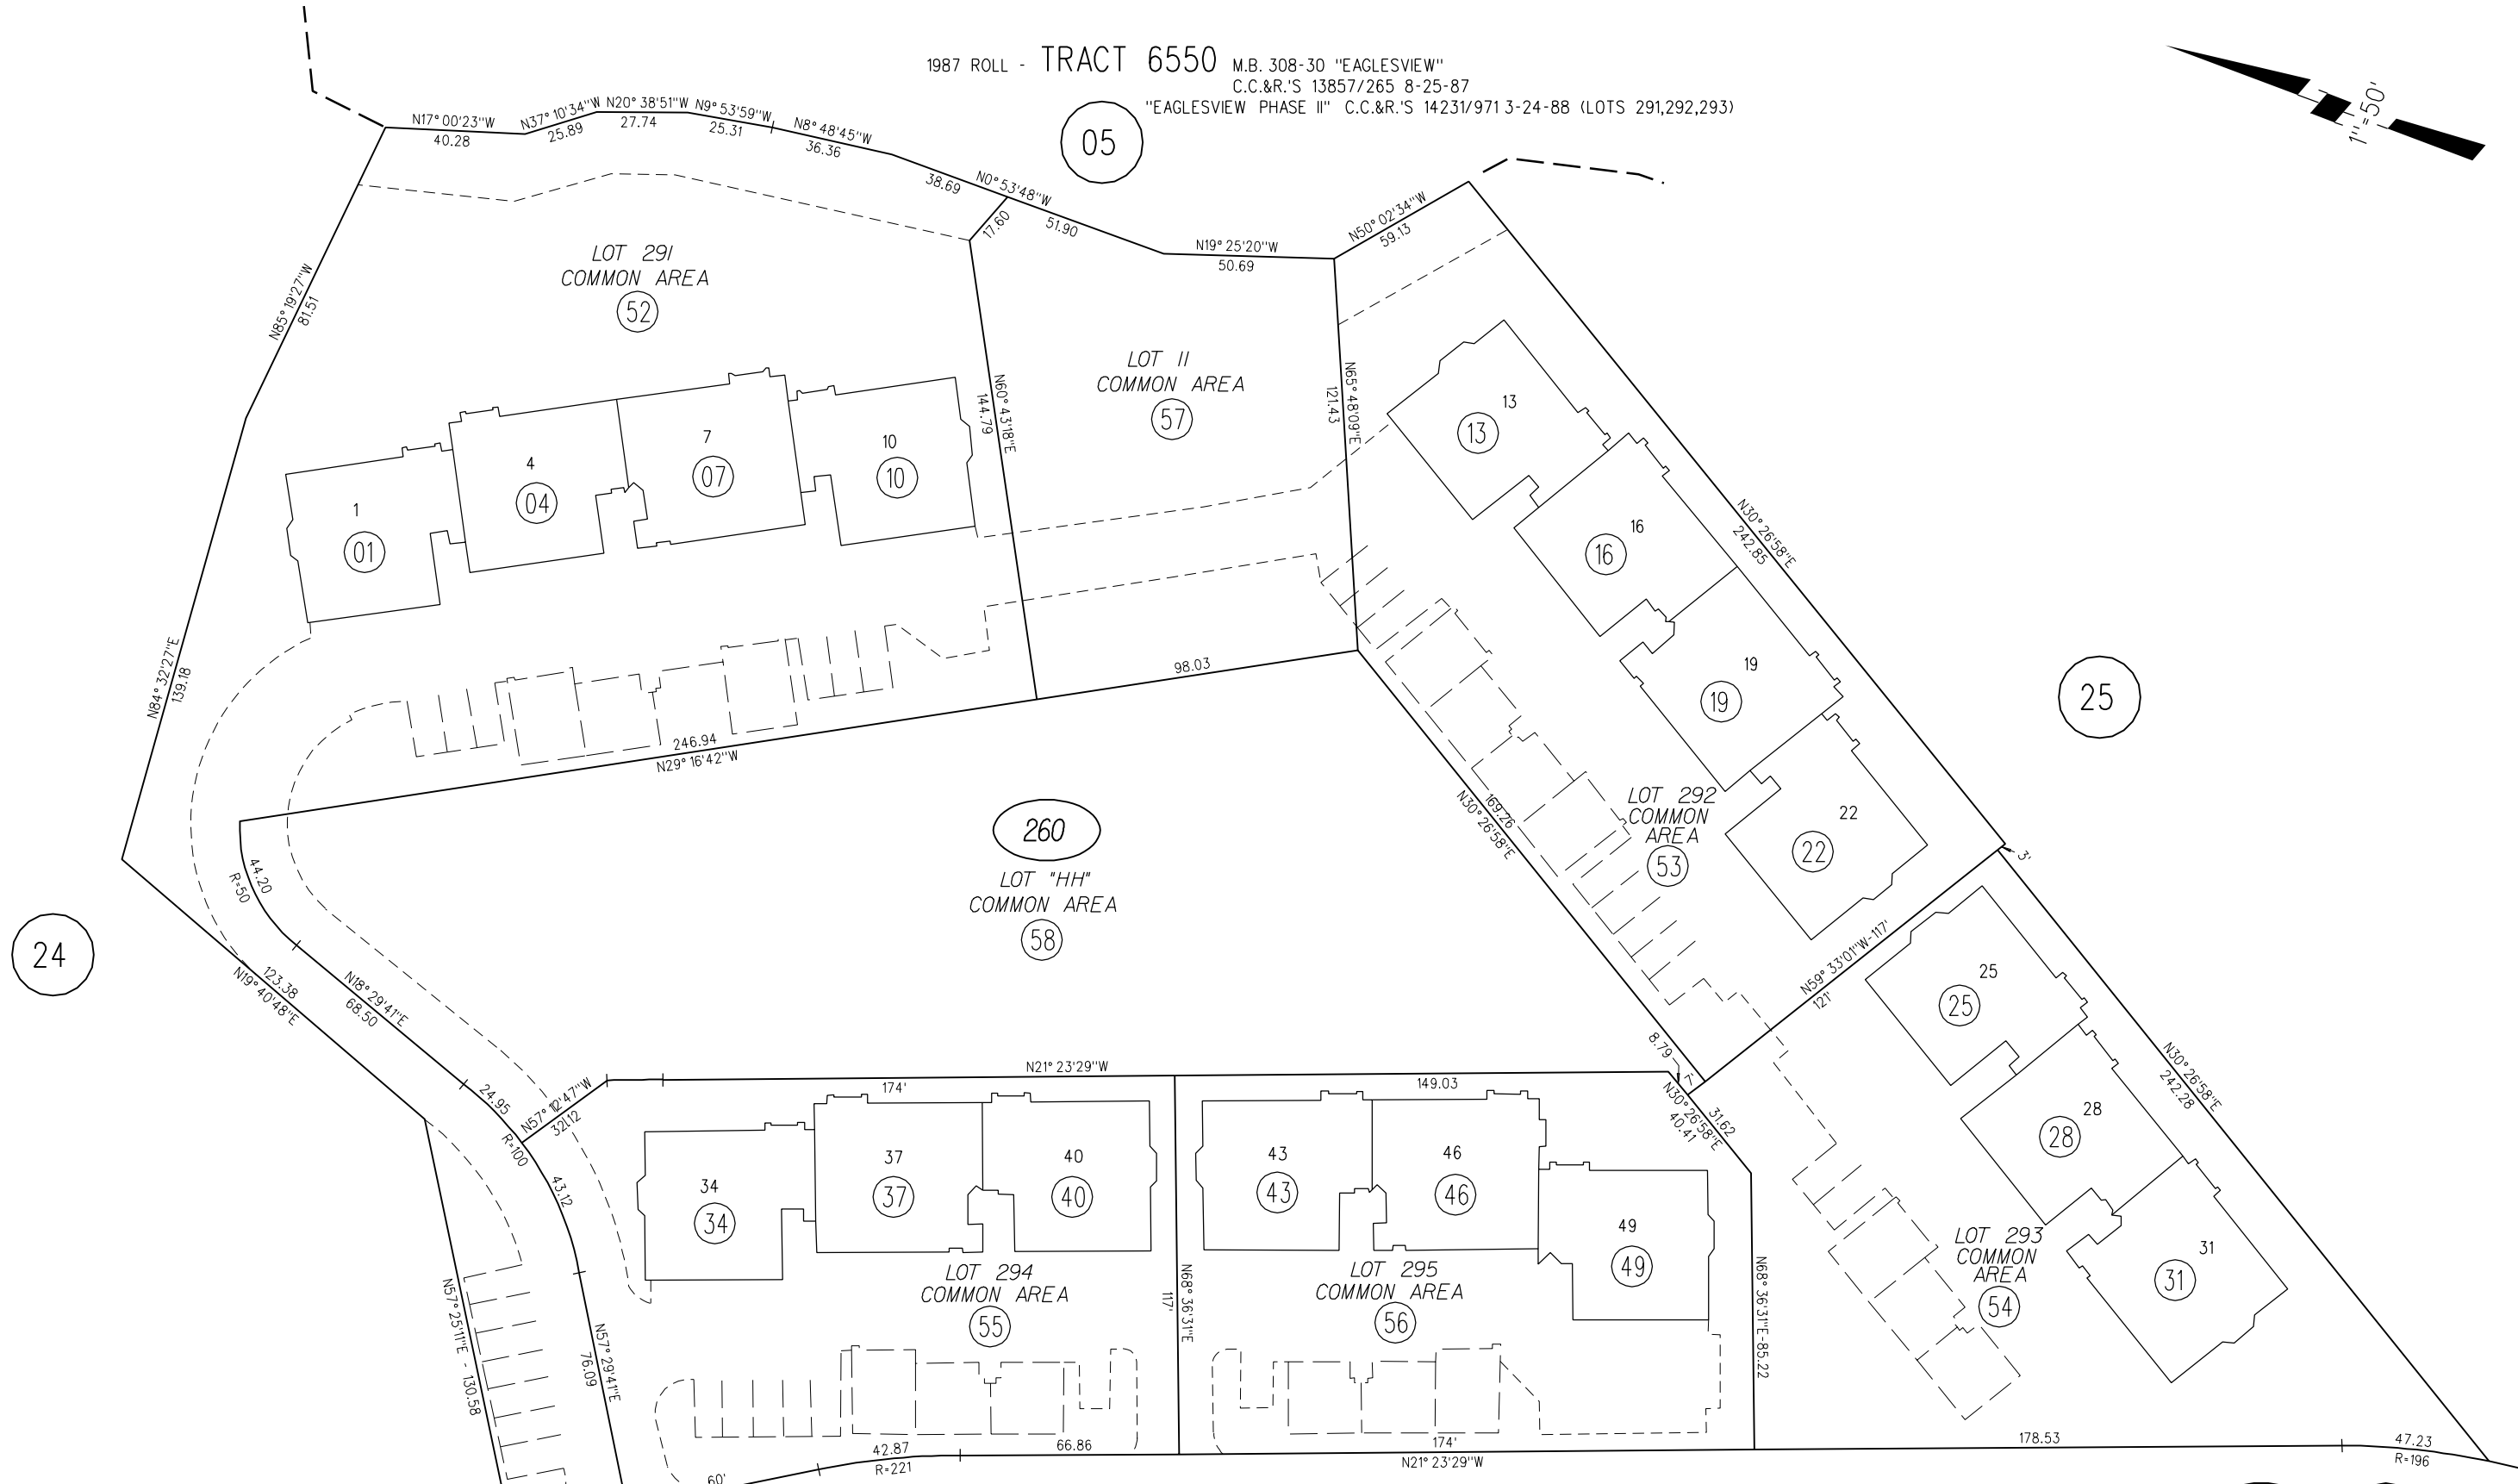 1987 ROLL - TRACT 6550 M.B. 308-30 "EAGLESVIEW"
C.C.&R.'S 13857/265 8-25-87
"EAGLESVIEW PHASE II" C.C.&R.'S 14231/971 3-24-88 (LOTS 291,292,293)
1"=50'
05
N17°00'23"W
40.28
N37°10'34"W
25.89
N20°38'51"W
27.74
N9°53'59"W
25.31
N8°48'45"W
36.36
38.69
N0°53'48"W
51.90
17.60
N19°25'20"W
50.69
N50°02'34"W
59.13
LOT 291
COMMON AREA
52
N85°19'27"W
81.51
LOT II
COMMON AREA
57
N60°43'18"E
144.79
N65°48'09"E
121.43
1
01
4
04
7
07
10
10
13
13
16
16
19
19
22
22
N30°26'58"E
242.85
25
N84°32'27"E
139.18
98.03
246.94
N29°16'42"W
260
LOT "HH"
COMMON AREA
58
169.26
N30°26'58"E
LOT 292
COMMON
AREA
53
3'
N59°33'01"W-117'
121'
24
44.20
R=50
123.38
N19°40'48"E
N18°29'41"E
68.50
24.95
R=100
N57°12'47"W
32.12
43.12
N21°23'29"W
174'
149.03
8.79
7'
N30°26'58"E
40.41
31.62
25
25
28
28
31
31
N30°26'58"E
242.28
LOT 293
COMMON
AREA
54
34
34
37
37
40
40
43
43
46
46
49
49
LOT 294
COMMON AREA
55
LOT 295
COMMON AREA
56
N68°36'31"E
117'
N68°36'31"E-85.22
N57°25'11"E - 130.58
N57°29'41"E
76.09
60'
42.87
R=221
66.86
174'
N21°23'29"W
178.53
47.23
R=196